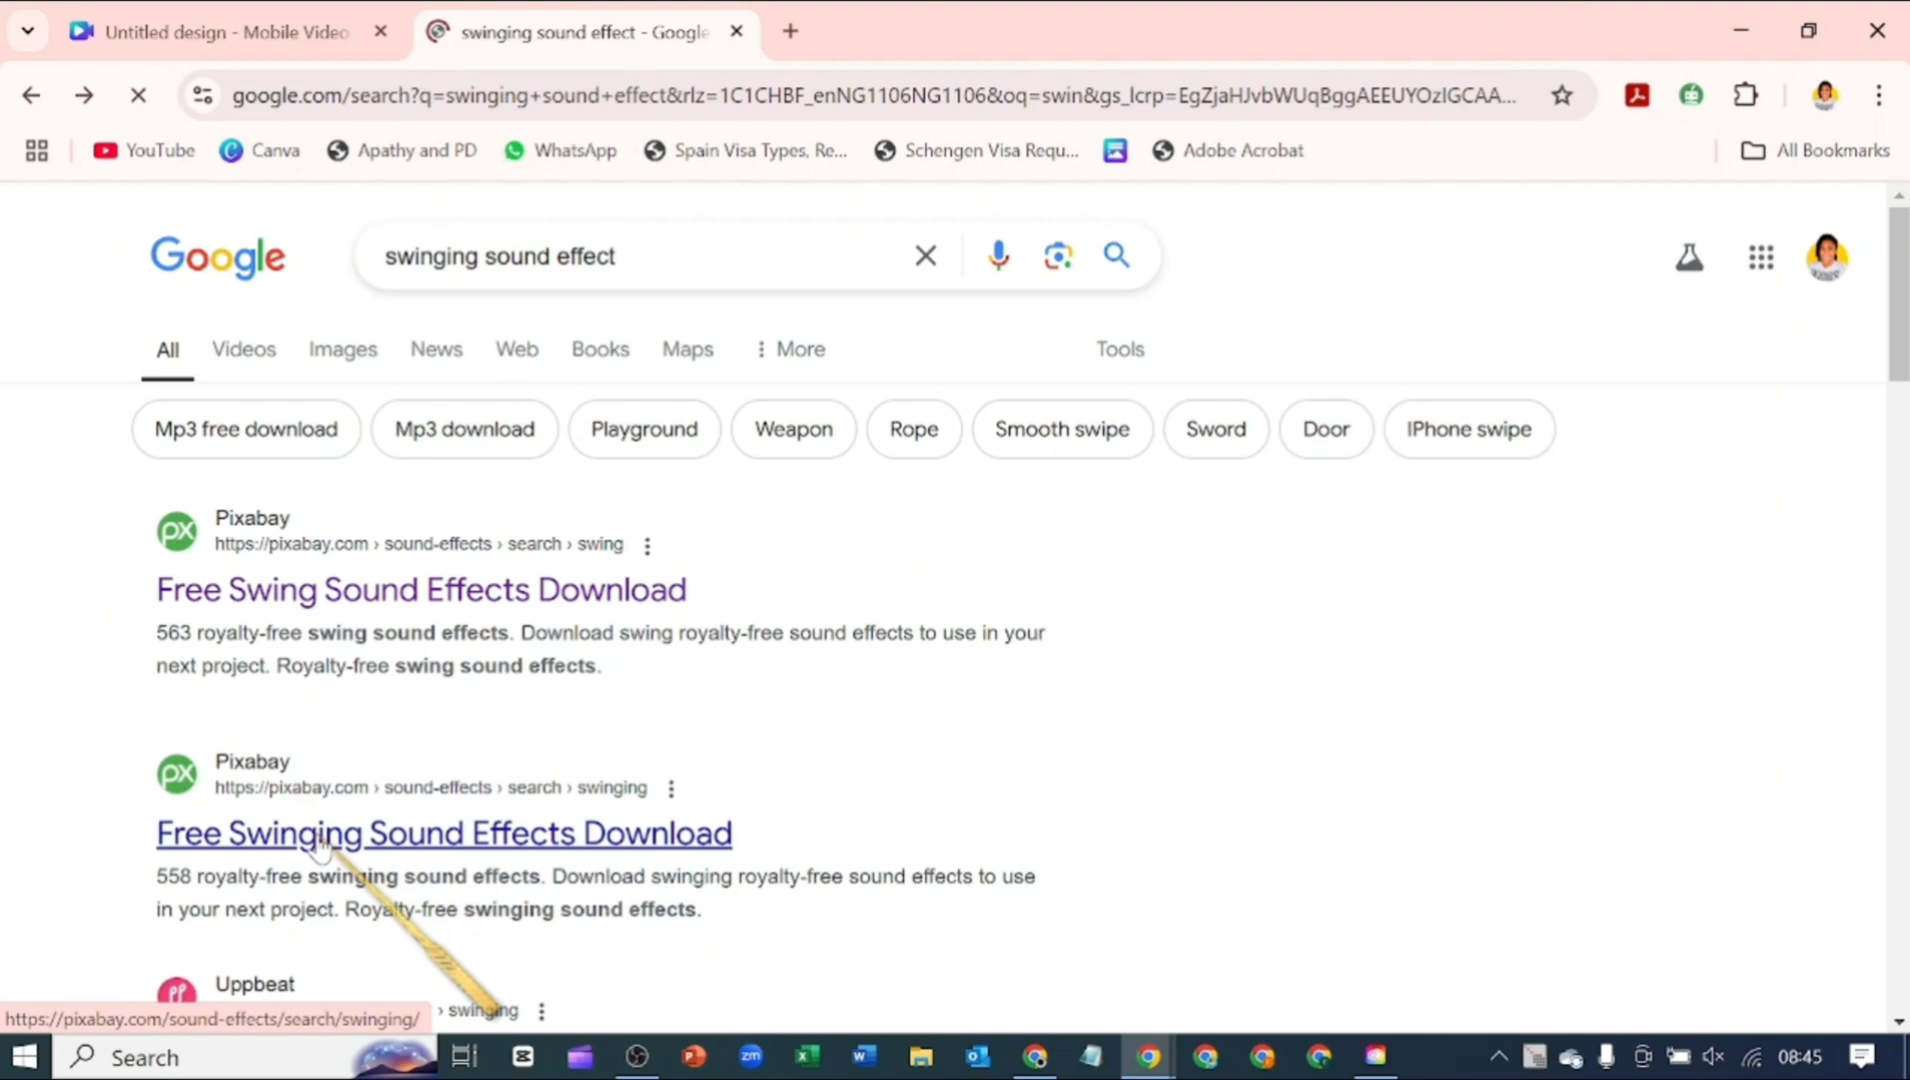 Untitled design - Mobile Video
swinging sound effect - Google
google.com/search?q=swinging+sound+effect&rlz=1C1CHBF_enNG1106NG1106&oq=swin&gs_lcrp=EgZjaHJvbWUqBggAEEUYOzIGCAA...
YouTube
Canva
Apathy and PD
WhatsApp
Spain Visa Types, Re...
Schengen Visa Requ...
Adobe Acrobat
All Bookmarks
Google
swinging sound effect
All
Videos
Images
News
Web
Books
Maps
More
Tools
Mp3 free download
Mp3 download
Playground
Weapon
Rope
Smooth swipe
Sword
Door
IPhone swipe
px
Pixabay
https://pixabay.com › sound-effects › search › swing
Free Swing Sound Effects Download
563 royalty-free swing sound effects. Download swing royalty-free sound effects to use in your
next project. Royalty-free swing sound effects.
px
Pixabay
https://pixabay.com › sound-effects › search › swinging
Free Swinging Sound Effects Download
558 royalty-free swinging sound effects. Download swinging royalty-free sound effects to use
in your next project. Royalty-free swinging sound effects.
Uppbeat
› swinging
https://pixabay.com/sound-effects/search/swinging/
Search
zm
08:45